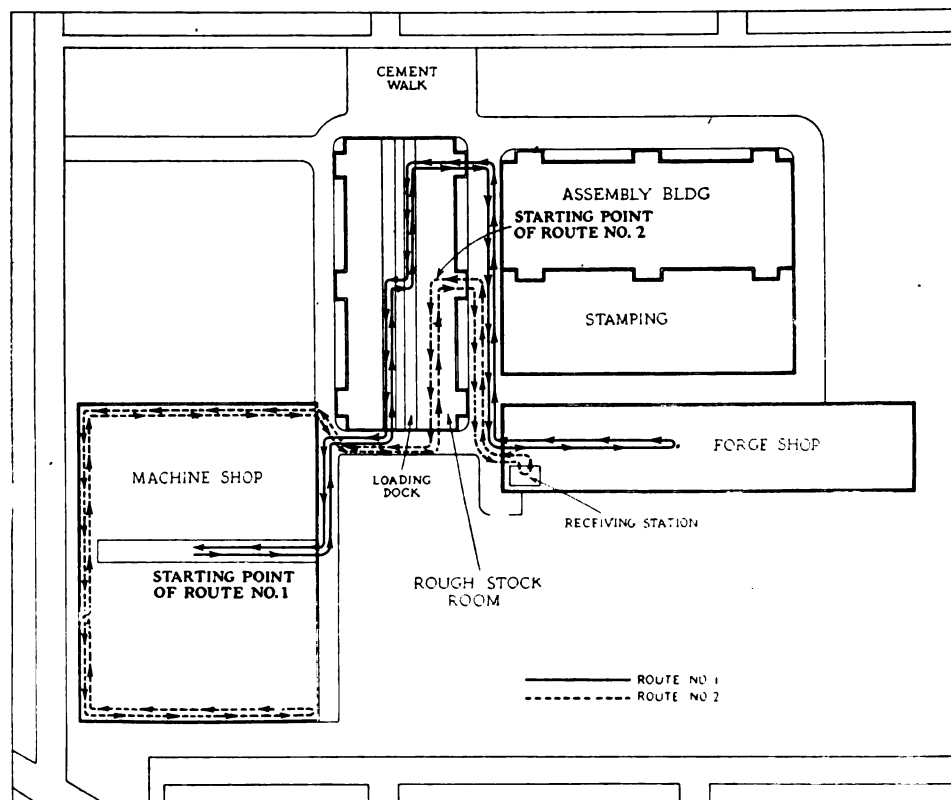 CEMENT
WALK
ASSEMBLY BLDG
STARTING POINT
OF ROUTE NO. 2
STAMPING
FORGE SHOP
MACHINE SHOP
LOADING
DOCK
RECEIVING STATION
STARTING POINT
OF ROUTE NO. 1
ROUGH STOCK
ROOM
ROUTE NO 1
ROUTE NO 2